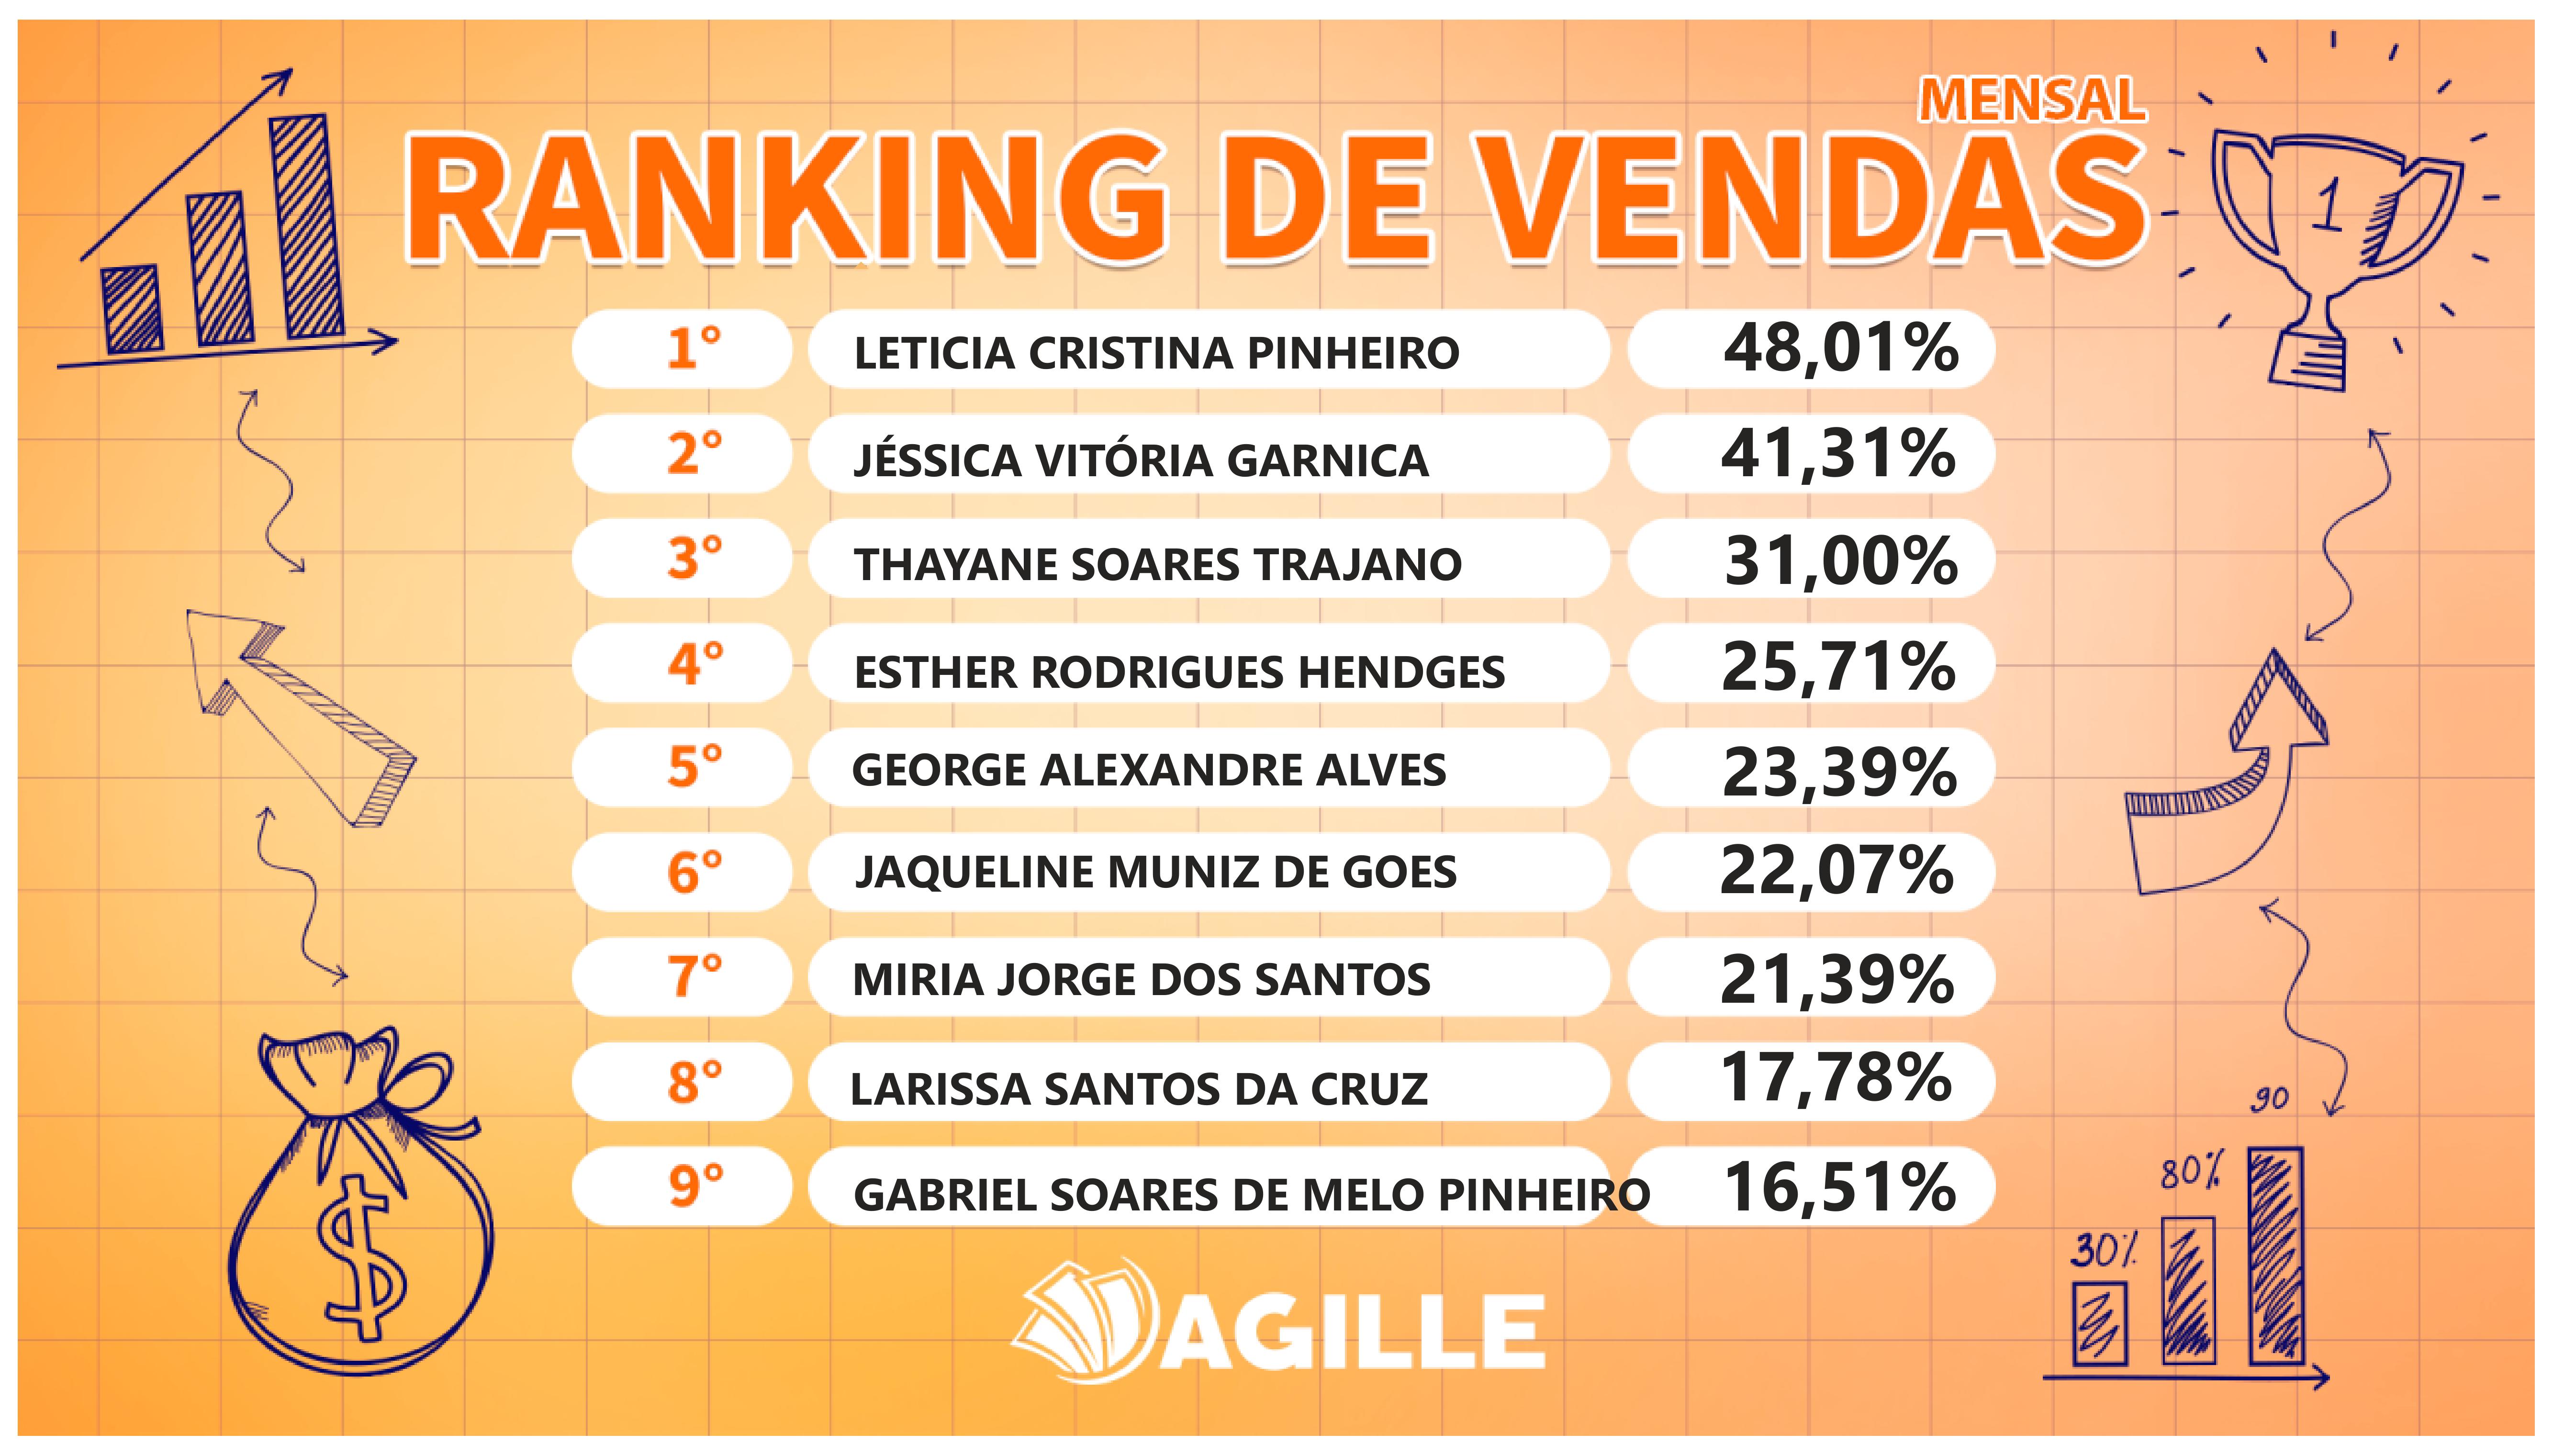 MENSAL
RANKING DE VENDAS
1
1° LETICIA CRISTINA PINHEIRO 48,01%
2° JÉSSICA VITÓRIA GARNICA 41,31%
3° THAYANE SOARES TRAJANO 31,00%
4° ESTHER RODRIGUES HENDGES 25,71%
5° GEORGE ALEXANDRE ALVES 23,39%
6° JAQUELINE MUNIZ DE GOES 22,07%
7° MIRIA JORGE DOS SANTOS 21,39%
8° LARISSA SANTOS DA CRUZ 17,78%
9° GABRIEL SOARES DE MELO PINHEIRO 16,51%
90
80%
30%
$
AGILLE